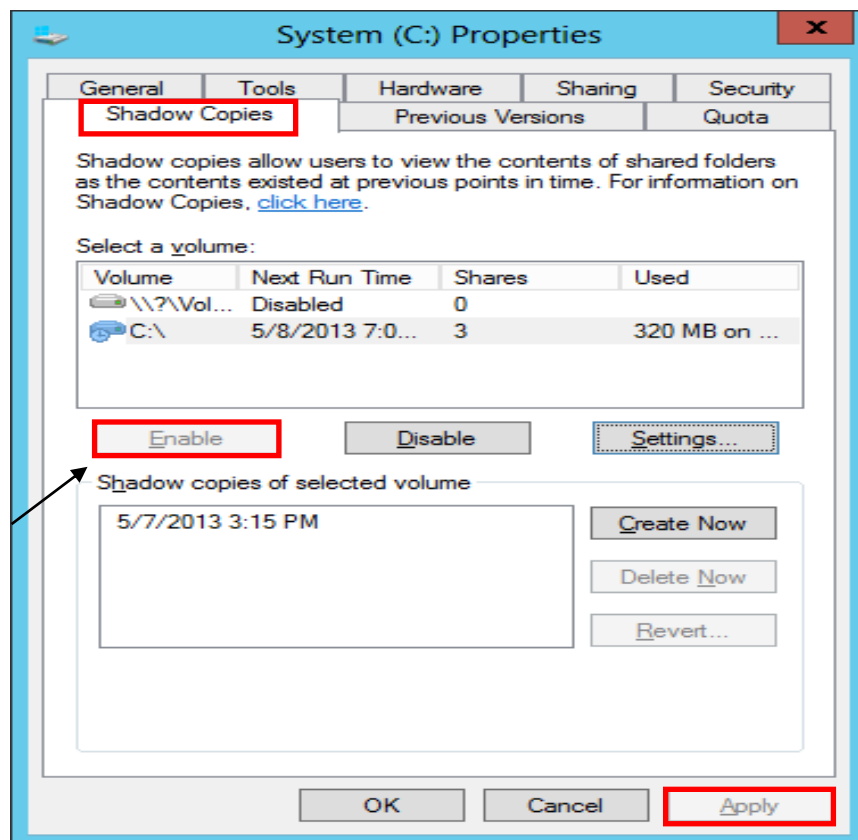 System (C:) Properties
x
General Tools Hardware Sharing Security
Shadow Copies Previous Versions Quota
Shadow copies allow users to view the contents of shared folders
as the contents existed at previous points in time. For information on
Shadow Copies, click here.
Select a volume:
Volume Next Run Time Shares Used
\\?\Vol... Disabled 0
C:\ 5/8/2013 7:0... 3 320 MB on ...
Enable Disable Settings...
Shadow copies of selected volume
5/7/2013 3:15 PM
Create Now
Delete Now
Revert...
OK Cancel Apply